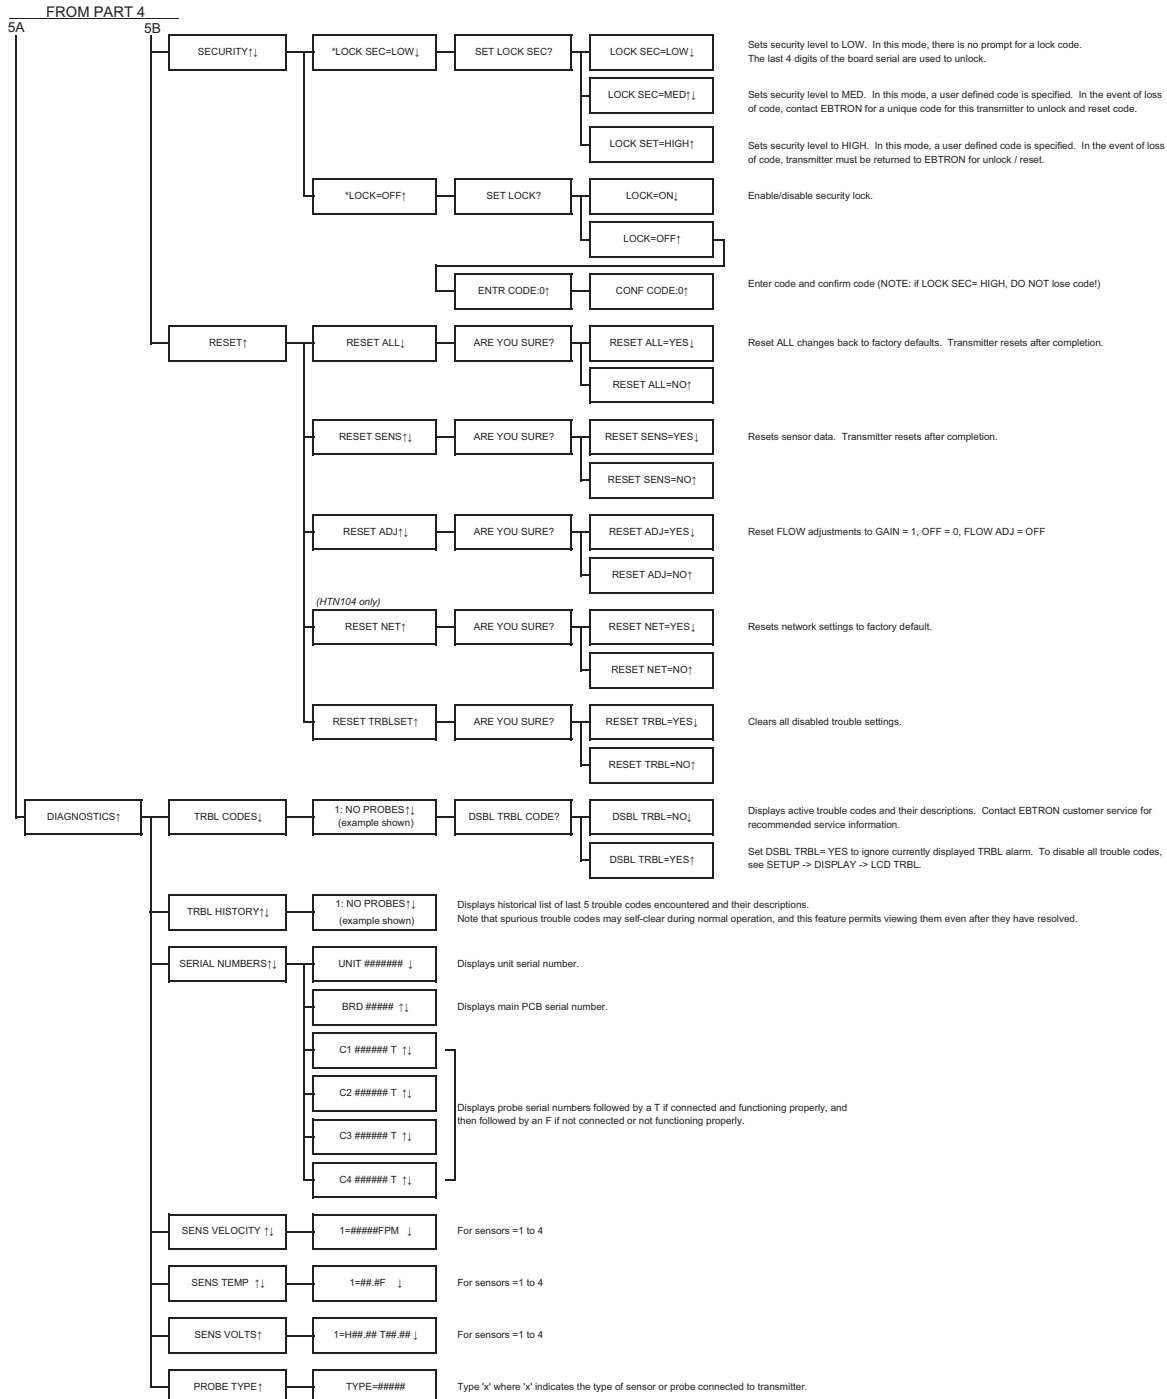 FROM PART 4
5A
5B
SECURITY↑↓
*LOCK SEC=LOW↓
SET LOCK SEC?
LOCK SEC=LOW↓
Sets security level to LOW. In this mode, there is no prompt for a lock code.
The last 4 digits of the board serial are used to unlock.
LOCK SEC=MED↑↓
Sets security level to MED. In this mode, a user defined code is specified. In the event of loss
of code, contact EBTRON for a unique code for this transmitter to unlock and reset code.
LOCK SET=HIGH↑
Sets security level to HIGH. In this mode, a user defined code is specified. In the event of loss
of code, transmitter must be returned to EBTRON for unlock / reset.
*LOCK=OFF↑
SET LOCK?
LOCK=ON↓
Enable/disable security lock.
LOCK=OFF↑
ENTR CODE:0↑
CONF CODE:0↑
Enter code and confirm code (NOTE: if LOCK SEC= HIGH, DO NOT lose code!)
RESET↑
RESET ALL↓
ARE YOU SURE?
RESET ALL=YES↓
Reset ALL changes back to factory defaults. Transmitter resets after completion.
RESET ALL=NO↑
RESET SENS↑↓
ARE YOU SURE?
RESET SENS=YES↓
Resets sensor data. Transmitter resets after completion.
RESET SENS=NO↑
RESET ADJ↑↓
ARE YOU SURE?
RESET ADJ=YES↓
Reset FLOW adjustments to GAIN = 1, OFF = 0, FLOW ADJ = OFF
RESET ADJ=NO↑
(HTN104 only)
RESET NET↑
ARE YOU SURE?
RESET NET=YES↓
Resets network settings to factory default.
RESET NET=NO↑
RESET TRBLSET↑
ARE YOU SURE?
RESET TRBL=YES↓
Clears all disabled trouble settings.
RESET TRBL=NO↑
DIAGNOSTICS↑
TRBL CODES↓
1: NO PROBES↑↓
(example shown)
DSBL TRBL CODE?
DSBL TRBL=NO↓
Displays active trouble codes and their descriptions. Contact EBTRON customer service for
recommended service information.
DSBL TRBL=YES↑
Set DSBL TRBL= YES to ignore currently displayed TRBL alarm. To disable all trouble codes,
see SETUP -> DISPLAY -> LCD TRBL.
TRBL HISTORY↑↓
1: NO PROBES↑↓
(example shown)
Displays historical list of last 5 trouble codes encountered and their descriptions.
Note that spurious trouble codes may self-clear during normal operation, and this feature permits viewing them even after they have resolved.
SERIAL NUMBERS↑↓
UNIT ####### ↓
Displays unit serial number.
BRD ##### ↑↓
Displays main PCB serial number.
C1 ###### T ↑↓
C2 ###### T ↑↓
Displays probe serial numbers followed by a T if connected and functioning properly, and
then followed by an F if not connected or not functioning properly.
C3 ###### T ↑↓
C4 ###### T ↑↓
SENS VELOCITY ↑↓
1=#####FPM ↓
For sensors =1 to 4
SENS TEMP ↑↓
1=##.#F ↓
For sensors =1 to 4
SENS VOLTS↑
1=H##.## T##.## ↓
For sensors =1 to 4
PROBE TYPE↑
TYPE=#####
Type 'x' where 'x' indicates the type of sensor or probe connected to transmitter.